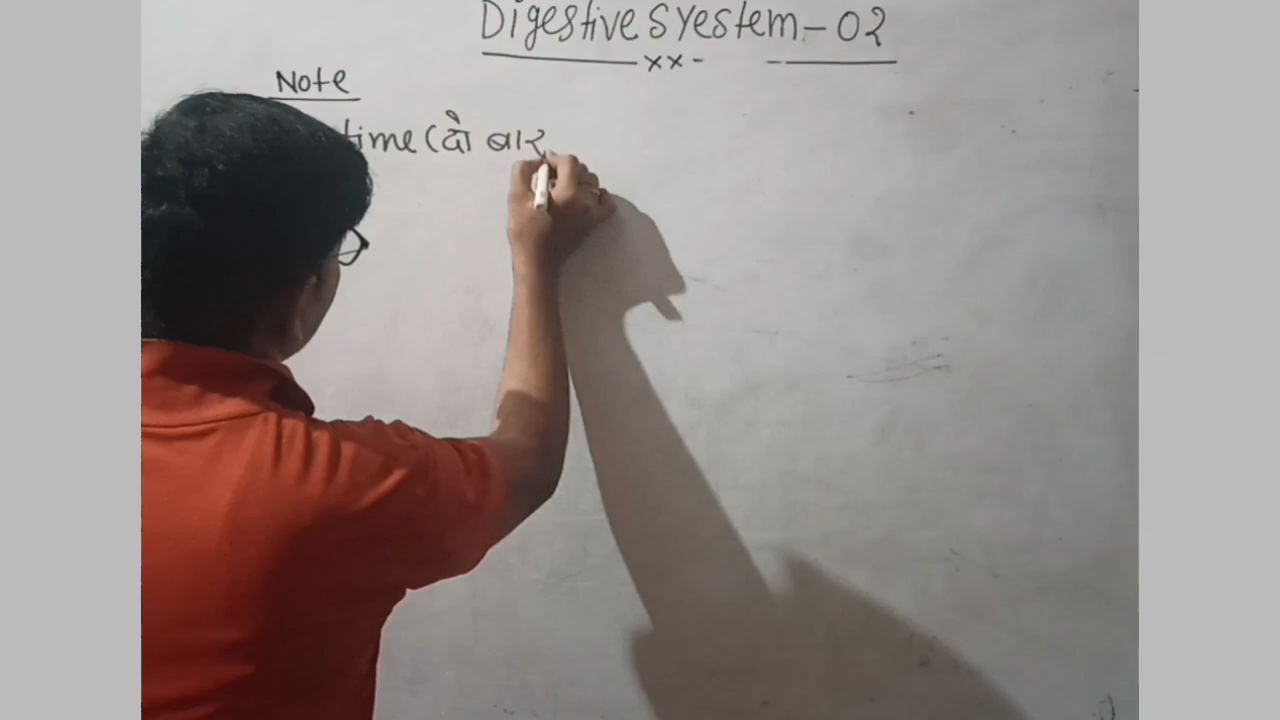 Digestive syestem - 02
Note
time (दो बार